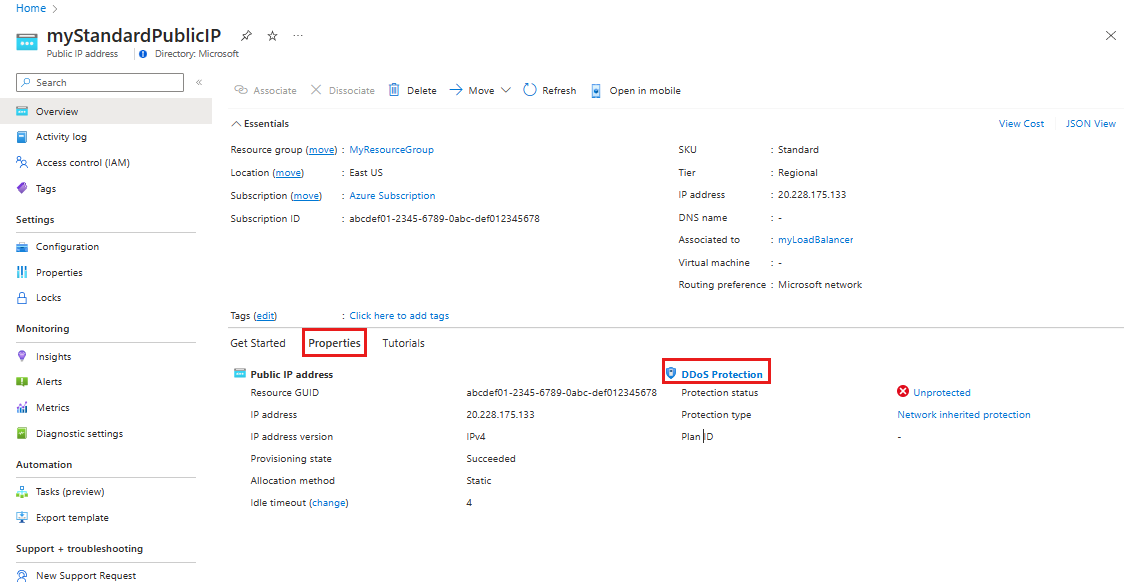 Home
myStandardPublicIP
Public IP address Directory: Microsoft
Search
Overview
Activity log
Access control (IAM)
Tags
Settings
Configuration
Properties
Locks
Monitoring
Insights
Alerts
Metrics
Diagnostic settings
Automation
Tasks (preview)
Export template
Support + troubleshooting
New Support Request
Associate Dissociate Delete Move Refresh Open in mobile
Essentials View Cost JSON View
Resource group (move) : MyResourceGroup
Location (move) : East US
Subscription (move) : Azure Subscription
Subscription ID : abcdef01-2345-6789-0abc-def012345678
SKU : Standard
Tier : Regional
IP address : 20.228.175.133
DNS name : -
Associated to : myLoadBalancer
Virtual machine : -
Routing preference : Microsoft network
Tags (edit) : Click here to add tags
Get Started Properties Tutorials
Public IP address
Resource GUID abcdef01-2345-6789-0abc-def012345678
IP address 20.228.175.133
IP address version IPv4
Provisioning state Succeeded
Allocation method Static
Idle timeout (change) 4
DDoS Protection
Protection status Unprotected
Protection type Network inherited protection
Plan ID -